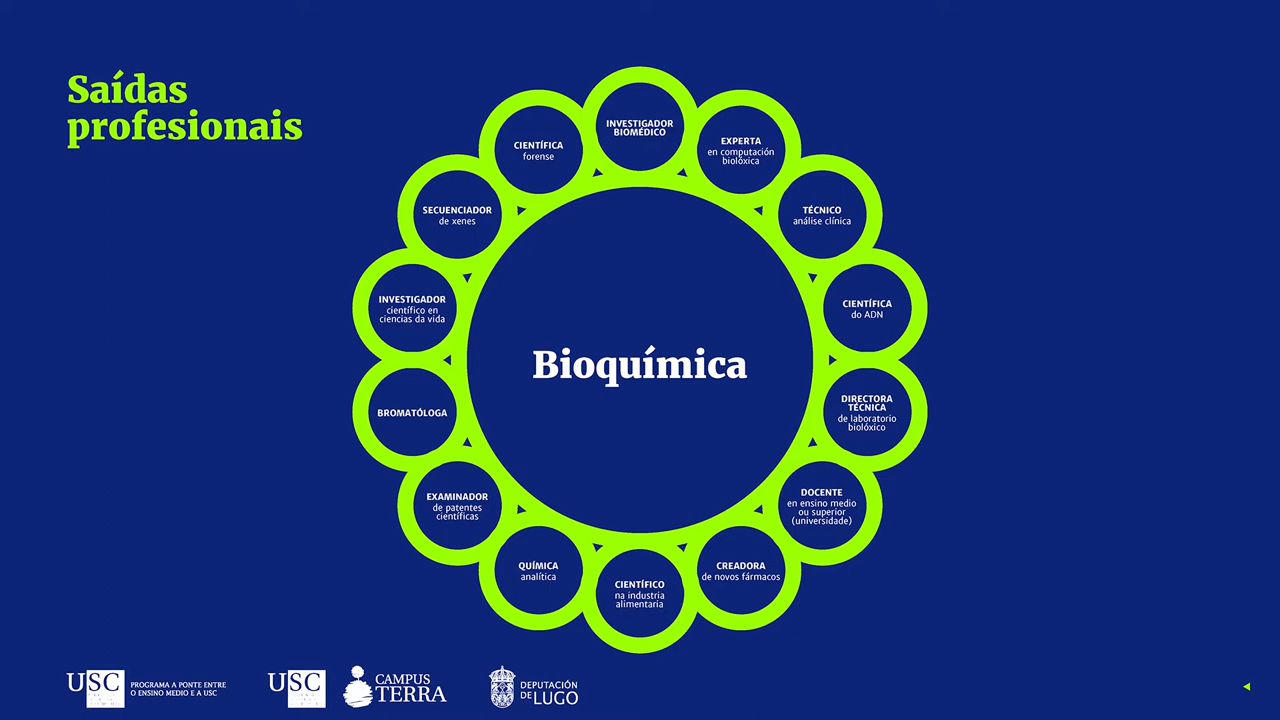 Saídas
profesionais
INVESTIGADOR
BIOMÉDICO
EXPERTA
en computación
biolóxica
TÉCNICO
análise clínica
CIENTÍFICA
do ADN
DIRECTORA
TÉCNICA
de laboratorio
biolóxico
DOCENTE
en ensino medio
ou superior
(universidade)
CREADORA
de novos fármacos
CIENTÍFICO
na industria
alimentaria
QUÍMICA
analítica
EXAMINADOR
de patentes
científicas
BROMATÓLOGA
INVESTIGADOR
científico en
ciencias da vida
SECUENCIADOR
de xenes
CIENTÍFICA
forense
Bioquímica
USC
PROGRAMA A PONTE ENTRE
O ENSINO MEDIO E A USC
USC
CAMPUS
TERRA
DEPUTACIÓN
DE LUGO